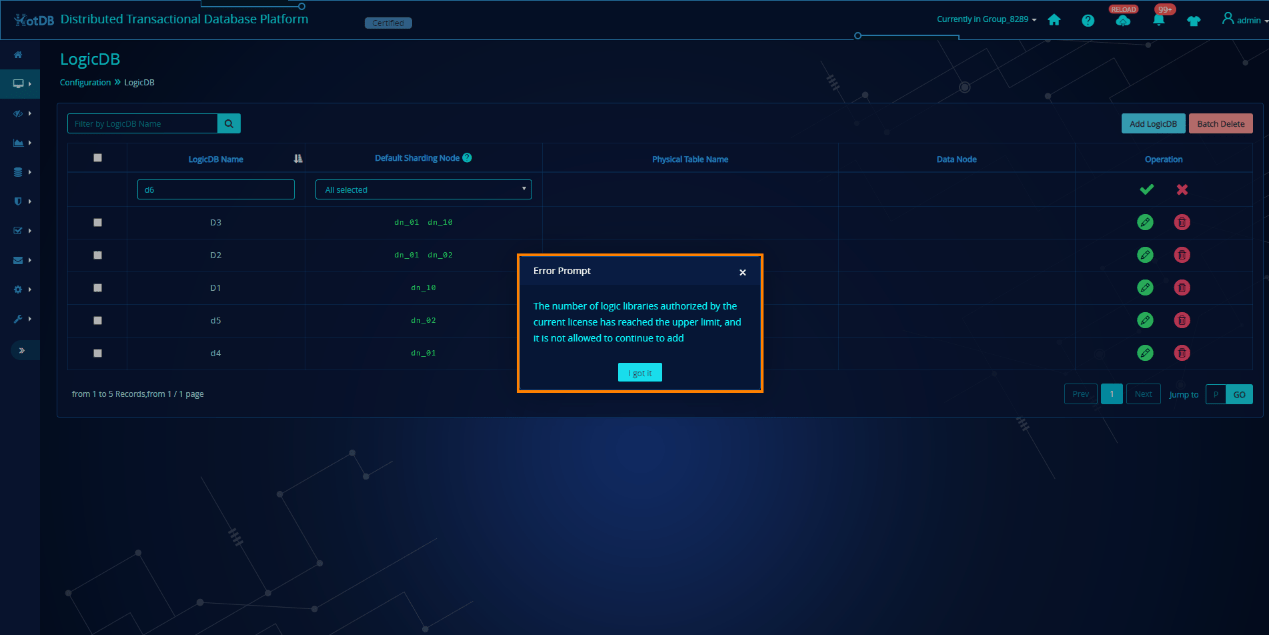 HotDB Distributed Transactional Database Platform
Certified
Currently in Group_8289
RELOAD
99+
admin
LogicDB
Configuration » LogicDB
Filter by LogicDB Name
Add LogicDB
Batch Delete
LogicDB Name
Default Sharding Node ?
Physical Table Name
Data Node
Operation
d6
All selected
D3 dn_01 dn_10
D2 dn_01 dn_02
D1 dn_10
d5 dn_02
d4 dn_01
Error Prompt
The number of logic libraries authorized by the
current license has reached the upper limit, and
it is not allowed to continue to add
I got it
from 1 to 5 Records,from 1 / 1 page
Prev 1 Next Jump to P GO